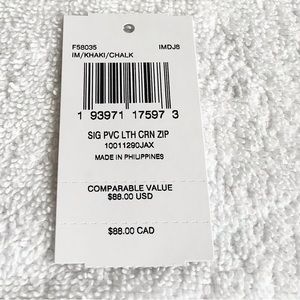 F58035 IMDJ8
IM/KHAKI/CHALK
1 93971 17597 3
SIG PVC LTH CRN ZIP
10011290JAX
MADE IN PHILIPPINES
COMPARABLE VALUE
$88.00 USD
$88.00 CAD